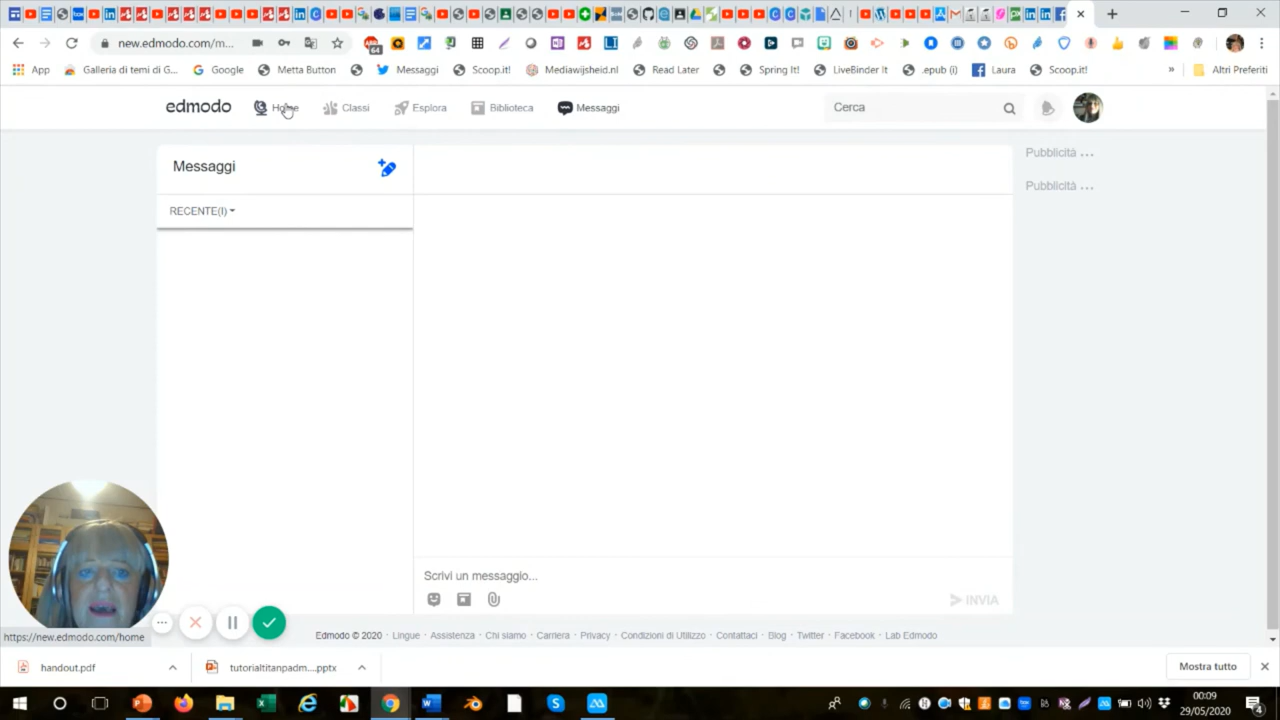 new.edmodo.com/m...
64
App
Galleria di temi di G...
Google
Metta Button
Messaggi
Scoop.it!
Mediawijsheid.nl
Read Later
Spring It!
LiveBinder It
.epub (i)
Laura
Scoop.it!
»
Altri Preferiti
edmodo
Home
Classi
Esplora
Biblioteca
Messaggi
Cerca
Messaggi
Pubblicità ...
Pubblicità ...
RECENTE(I)
Scrivi un messaggio...
INVIA
https://new.edmodo.com/home
Edmodo © 2020 · Lingue · Assistenza · Chi siamo · Carriera · Privacy · Condizioni di Utilizzo · Contattaci · Blog · Twitter · Facebook · Lab Edmodo
handout.pdf
tutorialtitanpadm....pptx
Mostra tutto
00:09
29/05/2020
4